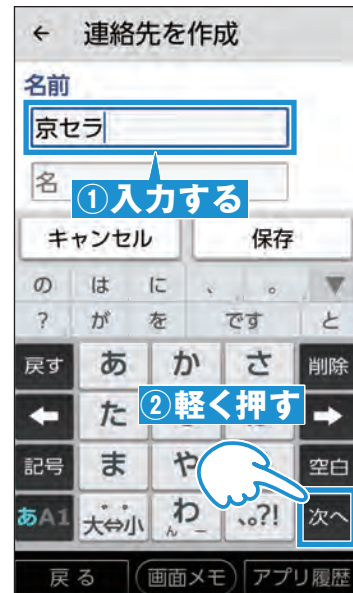 ← 連絡先を作成
名前
京セラ
名
①入力する
キャンセル 保存
の は に 、 。 ▼
? が を です と
戻す あ か さ 削除
← た ②軽く押す →
記号 ま や 空白
あA1 大⇔小 わ 、。?! 次へ
ん ー
戻る 画面メモ アプリ履歴